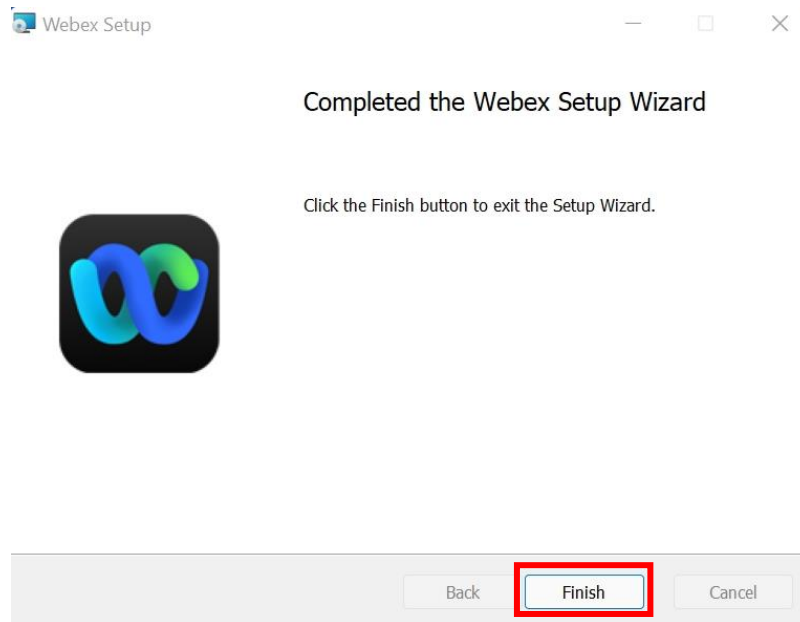 Webex Setup
Completed the Webex Setup Wizard
Click the Finish button to exit the Setup Wizard.
Back
Finish
Cancel